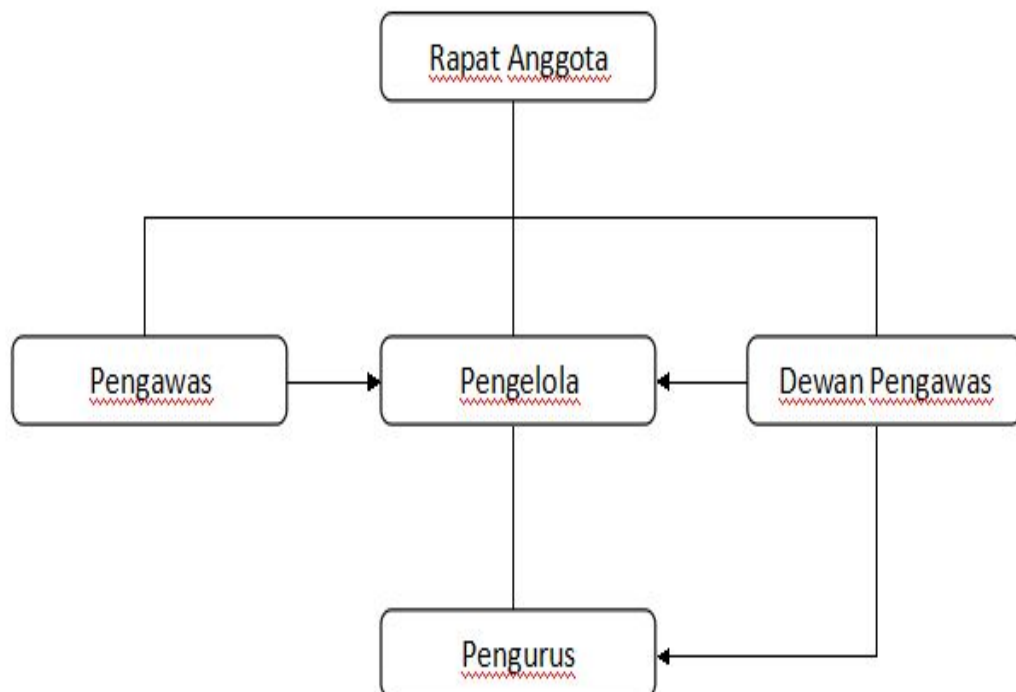 Rapat Anggota
Pengawas
Pengelola
Dewan Pengawas
Pengurus